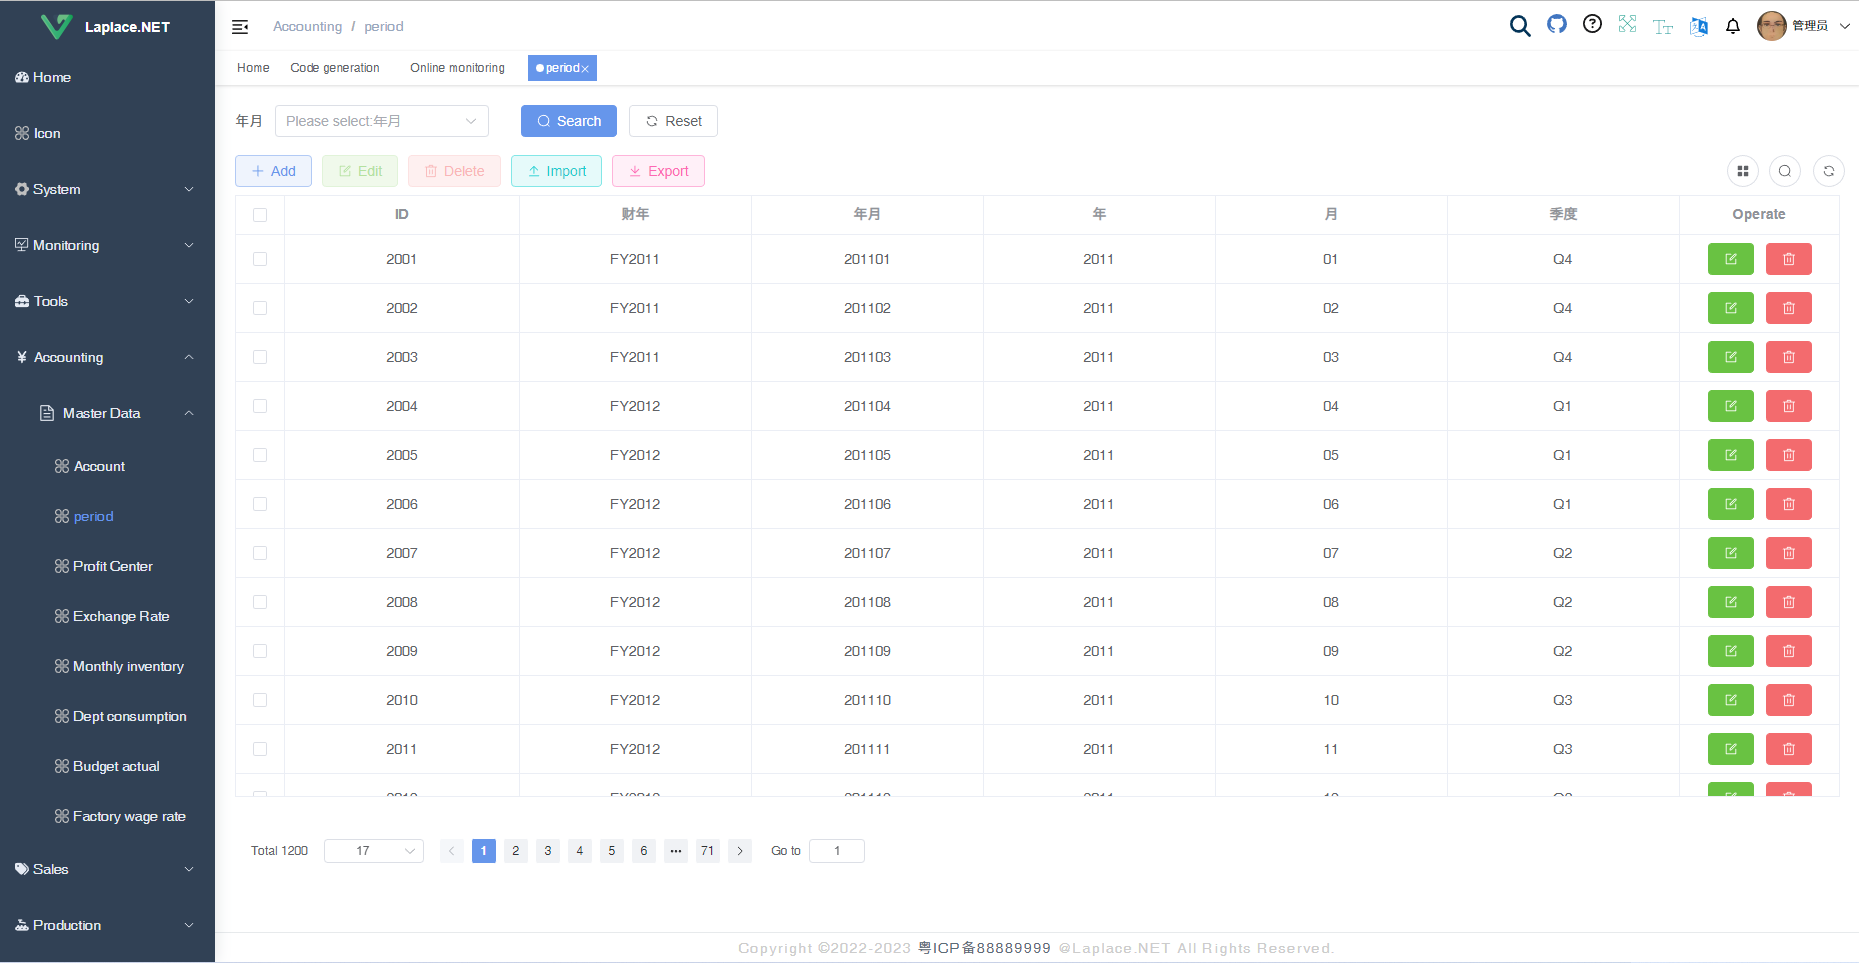 Laplace.NET
Accounting / period
管理员
Home
Code generation
Online monitoring
period
Home
Icon
System
Monitoring
Tools
Accounting
Master Data
Account
period
Profit Center
Exchange Rate
Monthly inventory
Dept consumption
Budget actual
Factory wage rate
Sales
Production
年月 Please select:年月 Search Reset
Add Edit Delete Import Export
ID 财年 年月 年 月 季度 Operate
2001 FY2011 201101 2011 01 Q4
2002 FY2011 201102 2011 02 Q4
2003 FY2011 201103 2011 03 Q4
2004 FY2012 201104 2011 04 Q1
2005 FY2012 201105 2011 05 Q1
2006 FY2012 201106 2011 06 Q1
2007 FY2012 201107 2011 07 Q2
2008 FY2012 201108 2011 08 Q2
2009 FY2012 201109 2011 09 Q2
2010 FY2012 201110 2011 10 Q3
2011 FY2012 201111 2011 11 Q3
Total 1200 17 1 2 3 4 5 6 ... 71 Go to 1
Copyright ©2022-2023 粤ICP备88889999 @Laplace.NET All Rights Reserved.